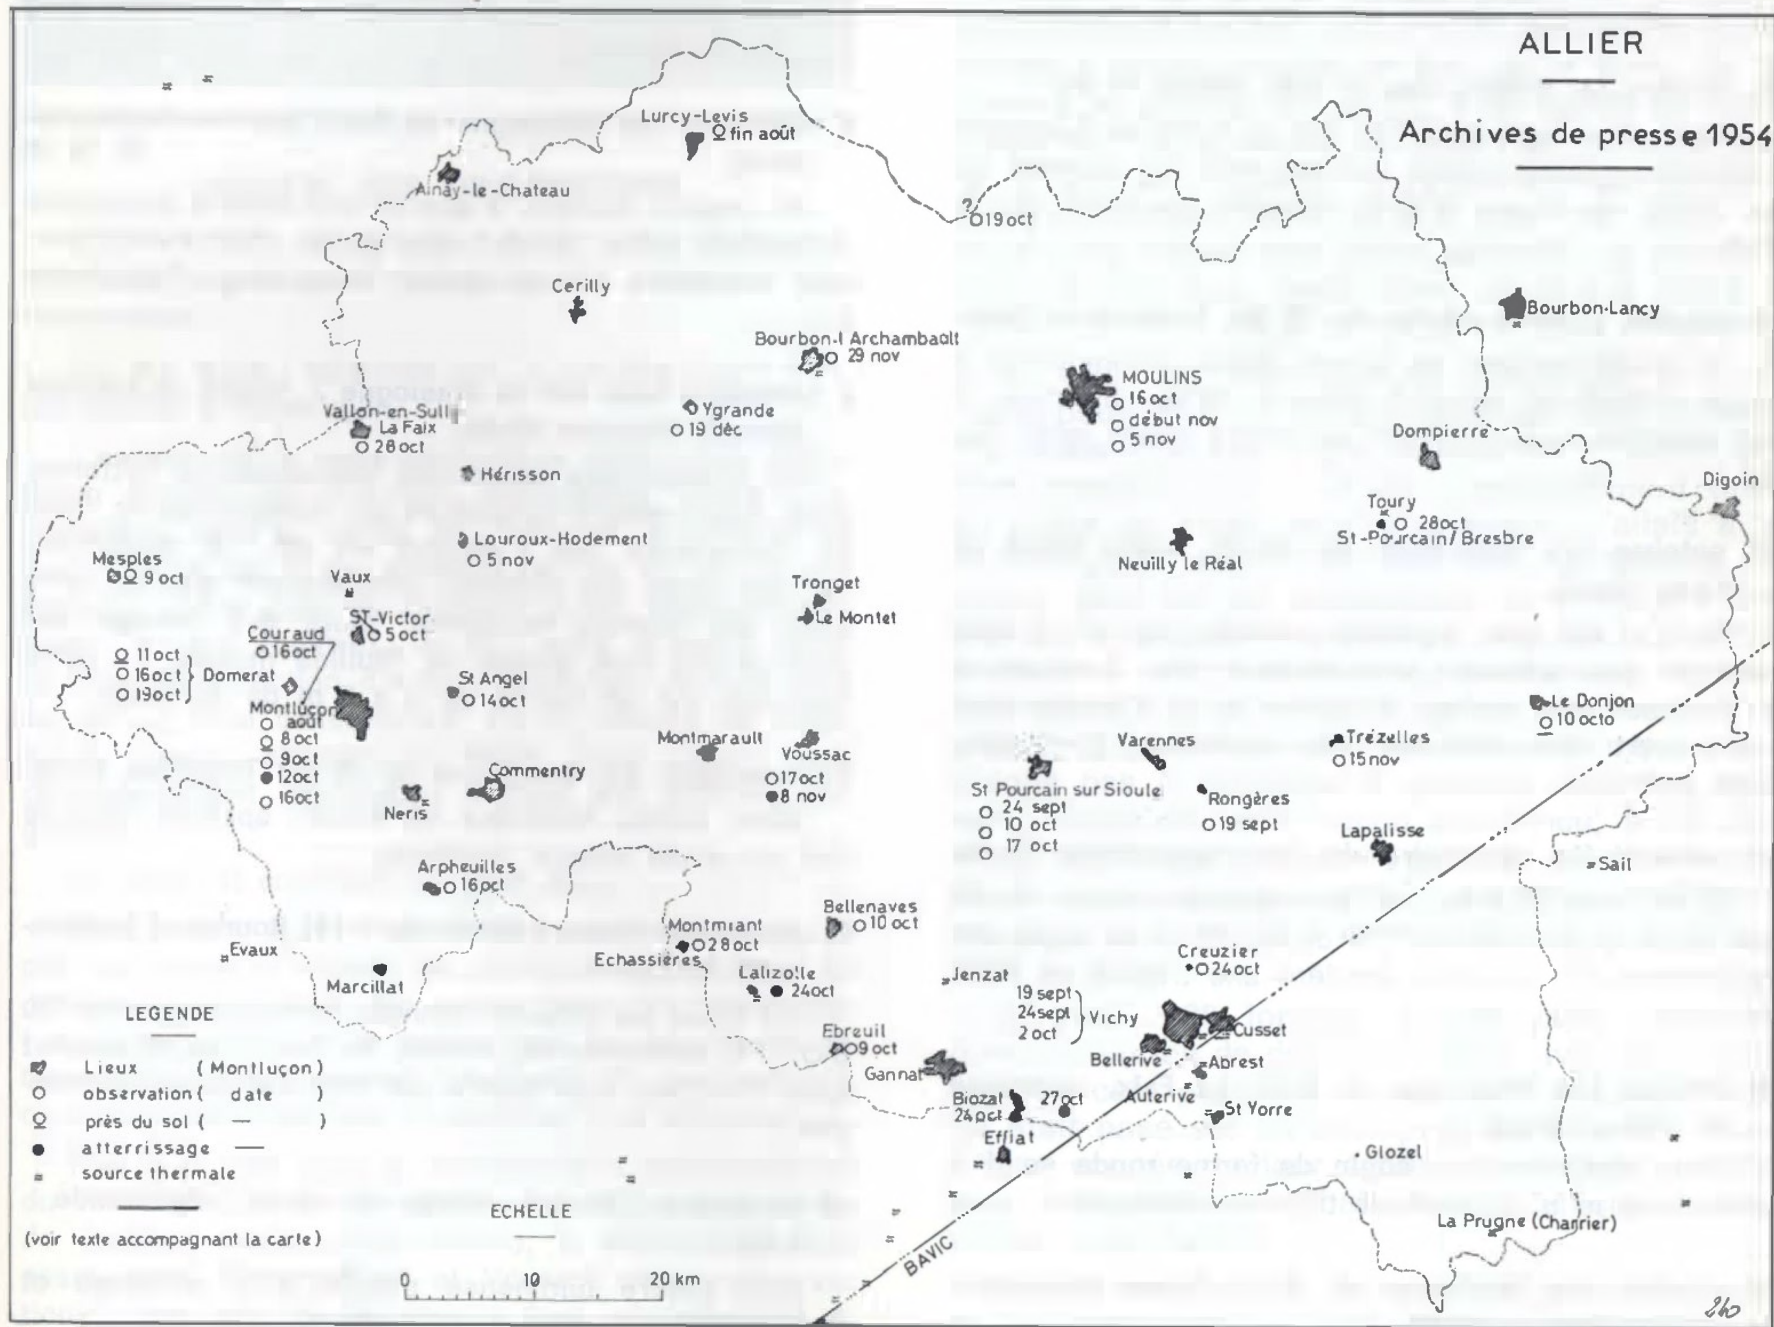 ALLIER
Archives de presse 1954
Lurcy-Levis
fin août
Ainay-le-Chateau
?
19 oct
Cerilly
Bourbon-Lancy
Bourbon-l Archambault
29 nov
MOULINS
16 oct
début nov
5 nov
Vallon-en-Sull
La Faix
28 oct
Ygrande
19 déc
Dompierre
Hérisson
Digoin
Toury
28 oct
St-Pourcain/Bresbre
Louroux-Hodement
5 nov
Neuilly le Réal
Mesples
9 oct
Vaux
Tronget
Le Montet
ST-Victor
5 oct
Couraud
16 oct
11 oct
16 oct
19 oct
Domerat
St Angel
14 oct
Montluçon
août
8 oct
9 oct
12 oct
16 oct
Le Donjon
10 octo
Montmarault
Voussac
17 oct
8 nov
Varennes
Trézelles
15 nov
Commentry
Neris
St Pourcain sur Sioule
24 sept
10 oct
17 oct
Rongères
19 sept
Lapalisse
Sail
Arpheuilles
16 oct
Bellenaves
10 oct
Montmiant
28 oct
Echassières
Evaux
Marcillat
Lalizolle
24 oct
Jenzat
Creuzier
24 oct
19 sept
24 sept
2 oct
Vichy
Cusset
Ebreuil
9 oct
Gannat
Bellerive
Abrest
Auterive
Biozat
24 oct
27 oct
St Yorre
Effiat
Glozel
La Prugne (Charrier)
BAVIC
LEGENDE
Lieux (Montluçon)
observation ( date )
près du sol ( — )
atterrissage —
source thermale
(voir texte accompagnant la carte)
ECHELLE
0 10 20 km
240